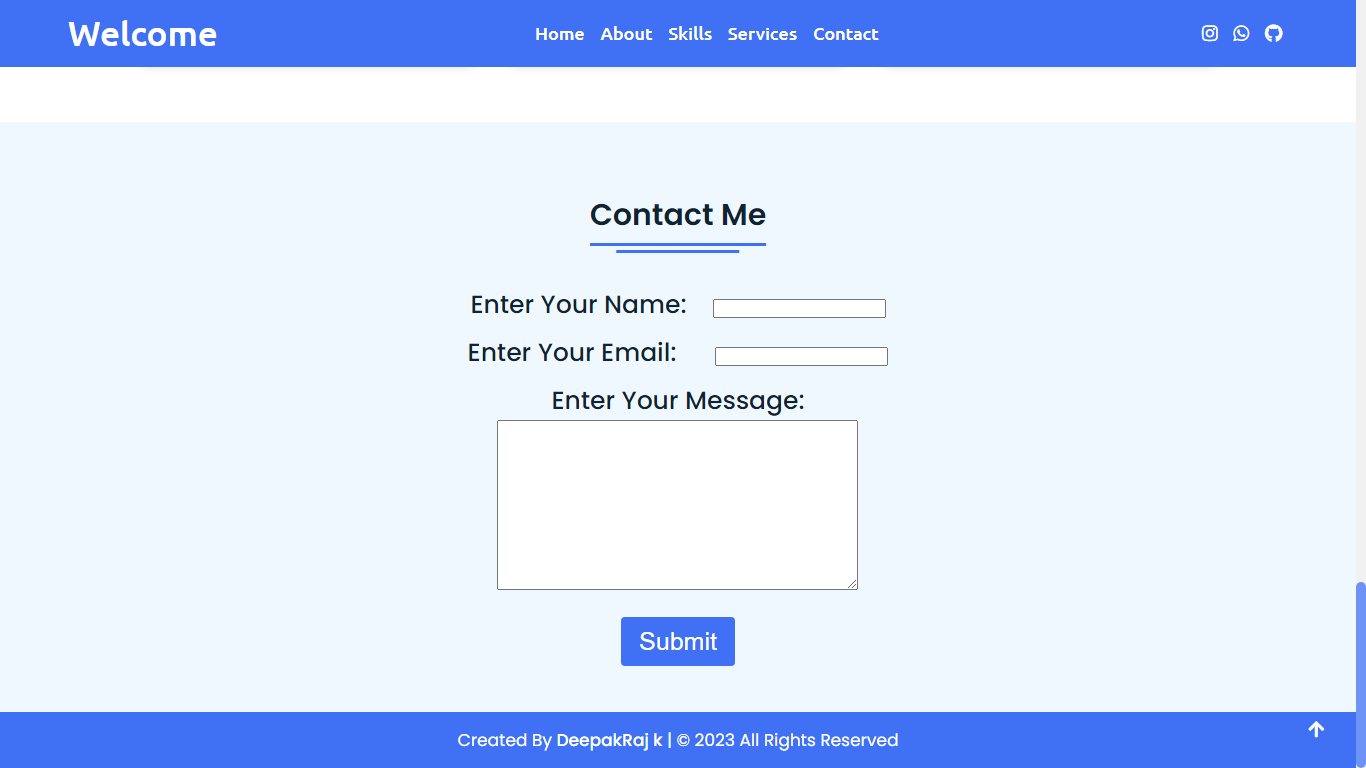 Welcome
Home About Skills Services Contact
Contact Me
Enter Your Name:
Enter Your Email:
Enter Your Message:
Submit
Created By DeepakRaj k | © 2023 All Rights Reserved